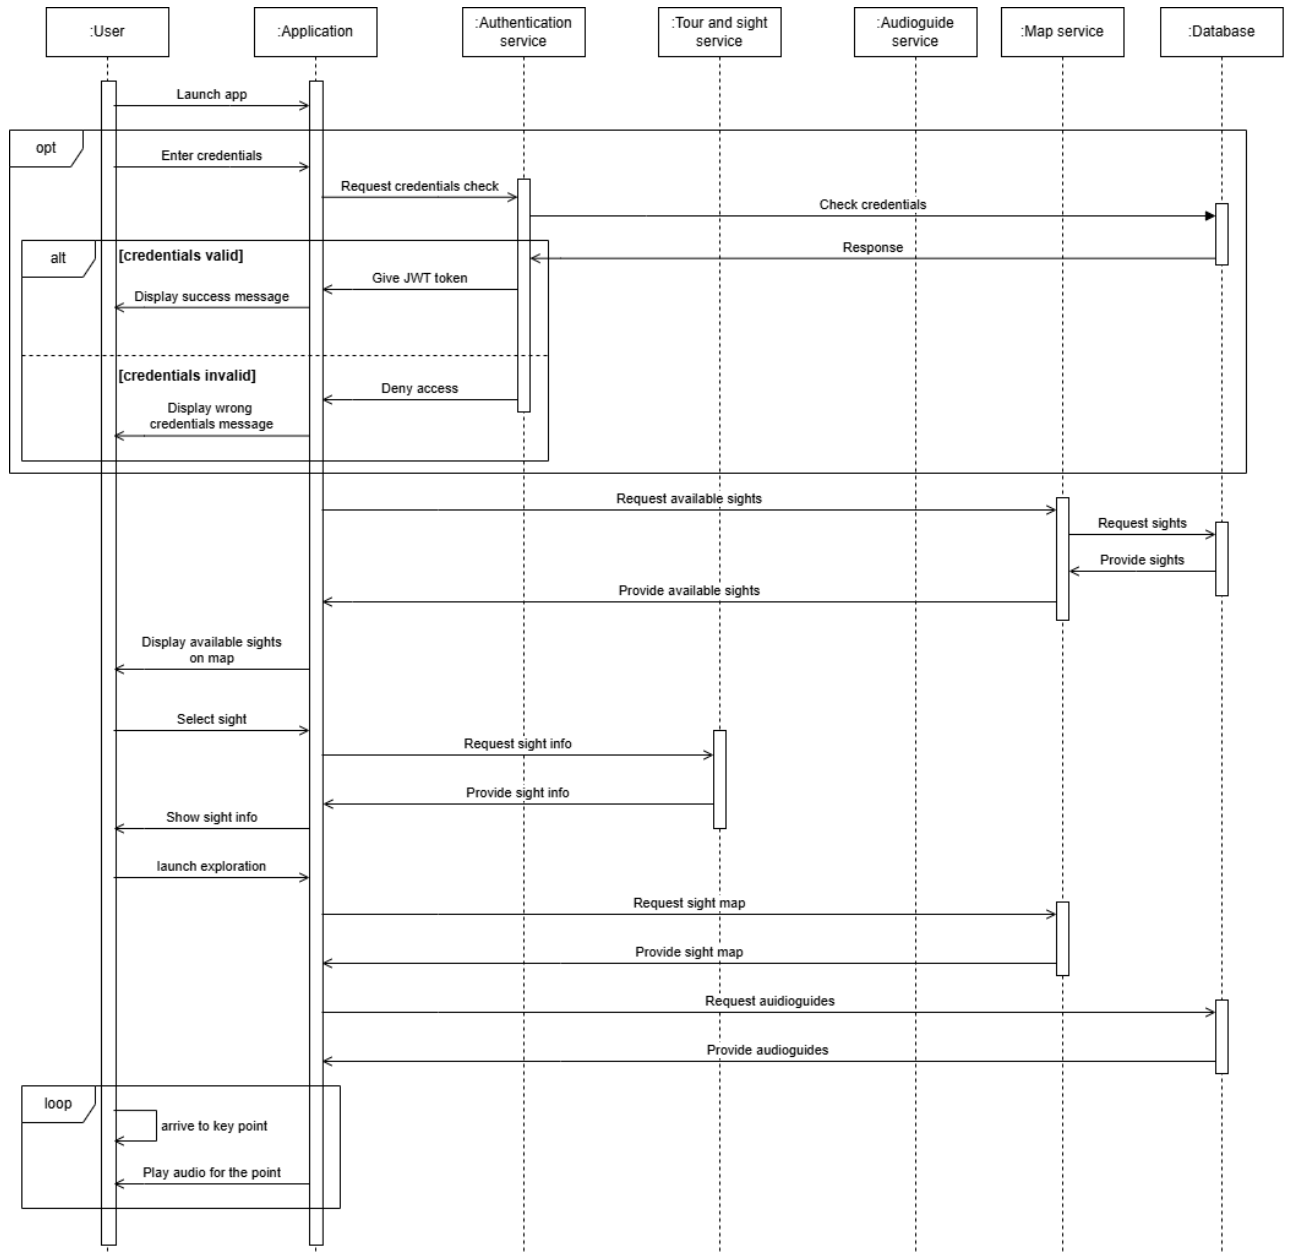 :User
:Application
:Authentication
service
:Tour and sight
service
:Audioguide
service
:Map service
:Database
Launch app
opt
Enter credentials
Request credentials check
Check credentials
alt
[credentials valid]
Response
Give JWT token
Display success message
[credentials invalid]
Deny access
Display wrong
credentials message
Request available sights
Request sights
Provide sights
Provide available sights
Display available sights
on map
Select sight
Request sight info
Provide sight info
Show sight info
launch exploration
Request sight map
Provide sight map
Request auidioguides
Provide audioguides
loop
arrive to key point
Play audio for the point